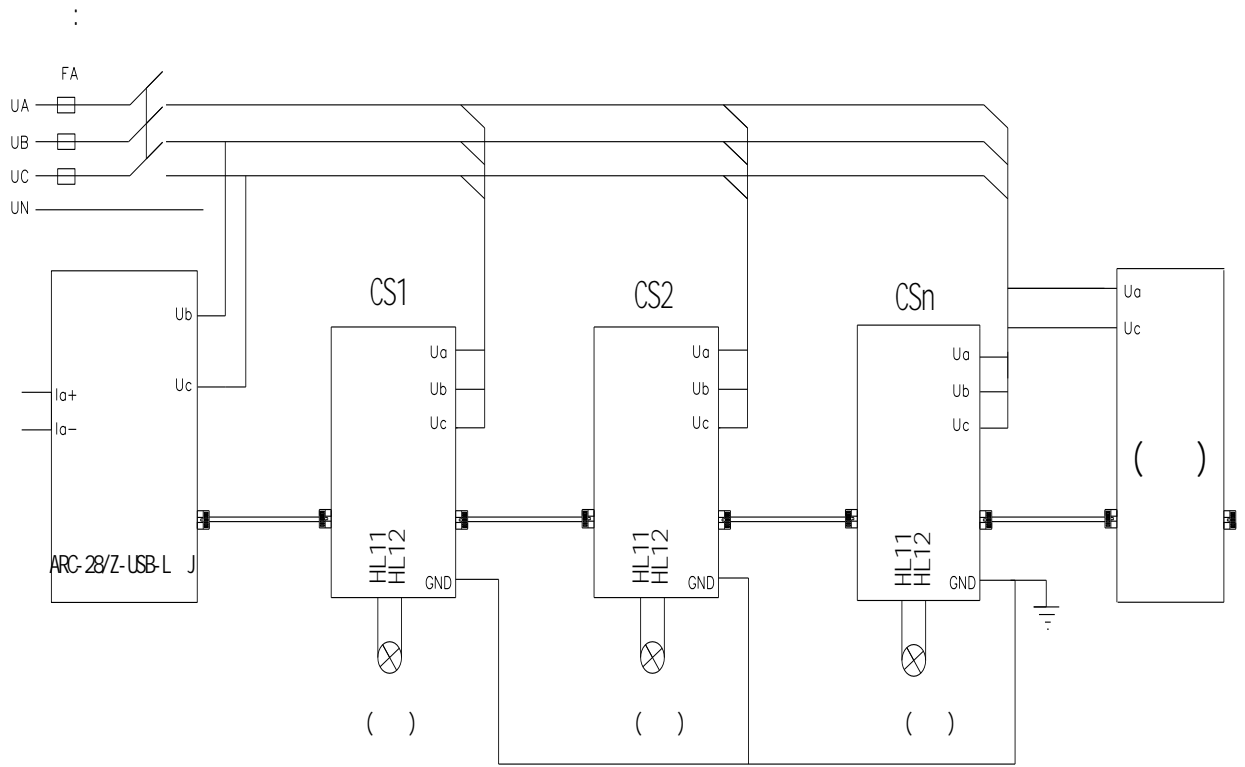 :
FA
UA
UB
UC
UN
CS1
CS2
CSn
Ub
Uc
Ia+
Ia-
ARC-28/Z-USB-L J
Ua
Ub
Uc
HL11
HL12
GND
Ua
Ub
Uc
HL11
HL12
GND
Ua
Ub
Uc
HL11
HL12
GND
Ua
Uc
( )
( )
( )
( )